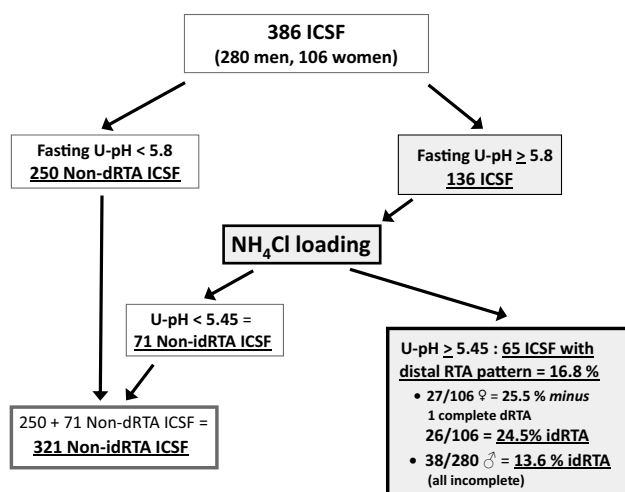 386 ICSF
(280 men, 106 women)
Fasting U-pH < 5.8
250 Non-dRTA ICSF
Fasting U-pH ≥ 5.8
136 ICSF
NH₄Cl loading
U-pH < 5.45 =
71 Non-idRTA ICSF
U-pH ≥ 5.45 : 65 ICSF with
distal RTA pattern = 16.8 %
• 27/106 ♀ = 25.5 % minus
1 complete dRTA
26/106 = 24.5% idRTA
• 38/280 ♂ = 13.6 % idRTA
(all incomplete)
250 + 71 Non-dRTA ICSF =
321 Non-idRTA ICSF